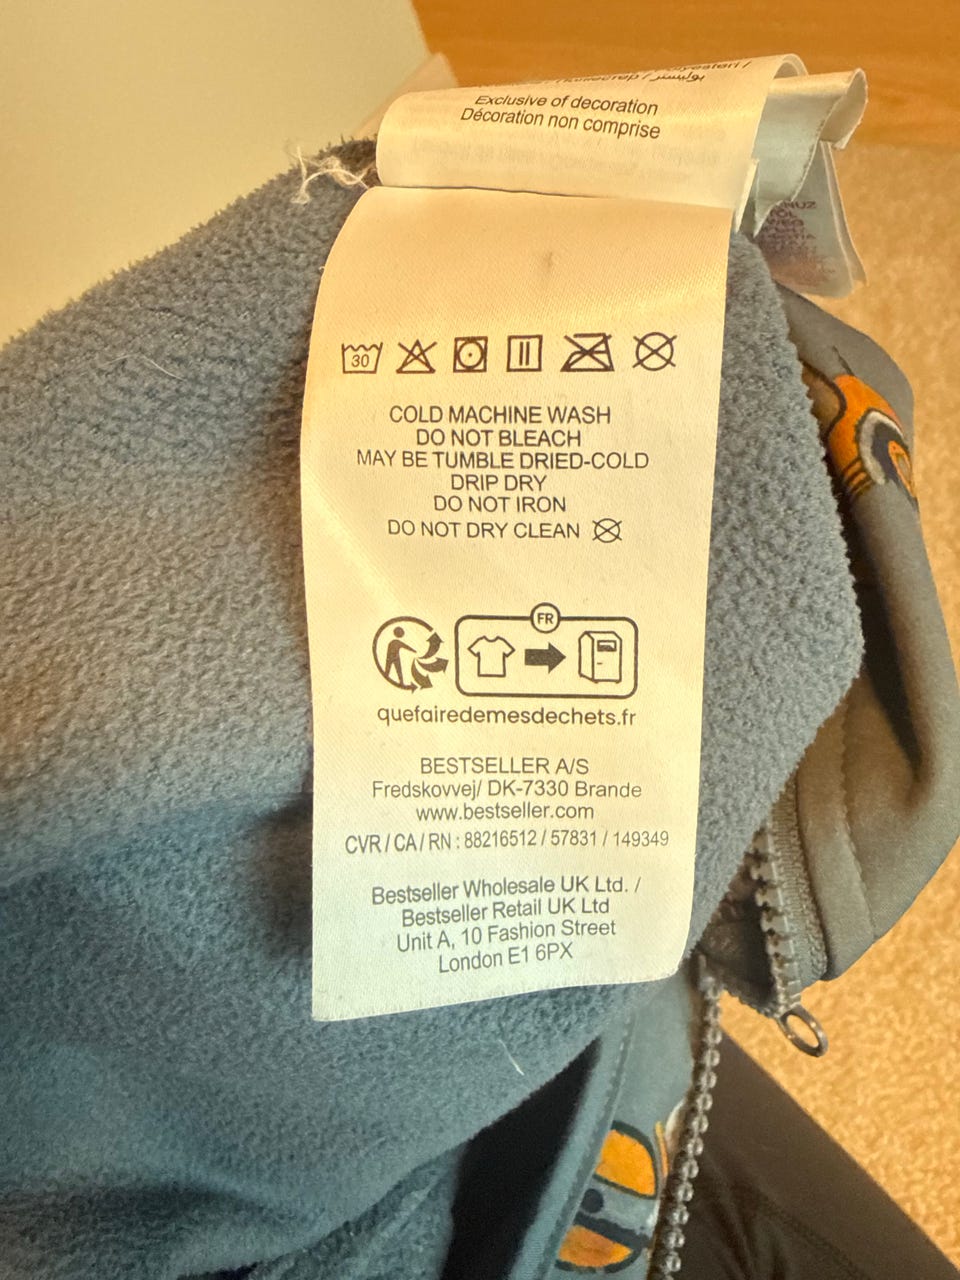 Exclusive of decoration
Décoration non comprise
30
COLD MACHINE WASH
DO NOT BLEACH
MAY BE TUMBLE DRIED-COLD
DRIP DRY
DO NOT IRON
DO NOT DRY CLEAN
FR
quefairedemesdechets.fr
BESTSELLER A/S
Fredskovvej/ DK-7330 Brande
www.bestseller.com
CVR / CA / RN : 88216512 / 57831 / 149349
Bestseller Wholesale UK Ltd. /
Bestseller Retail UK Ltd
Unit A, 10 Fashion Street
London E1 6PX